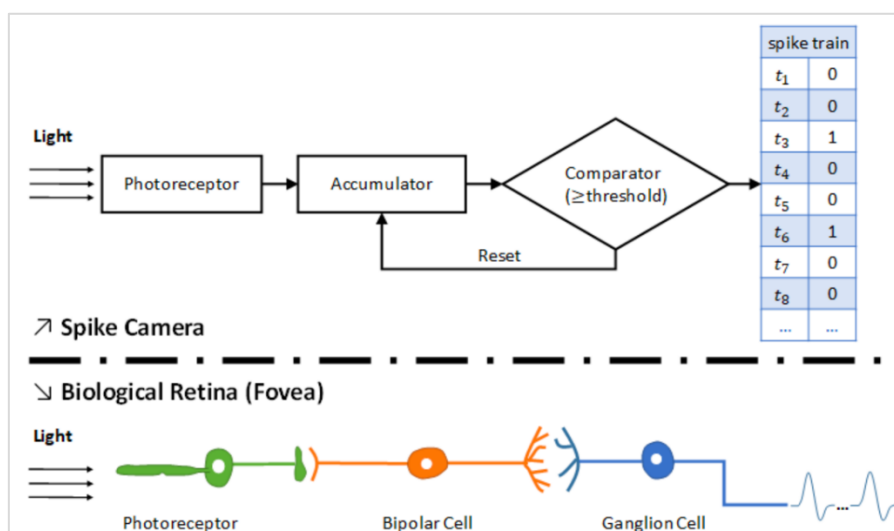 spike train
t₁ 0
t₂ 0
t₃ 1
t₄ 0
t₅ 0
t₆ 1
t₇ 0
t₈ 0
... ...
Light
Photoreceptor
Accumulator
Comparator
(≥threshold)
Reset
↗ Spike Camera
↘ Biological Retina (Fovea)
Light
...
Photoreceptor
Bipolar Cell
Ganglion Cell